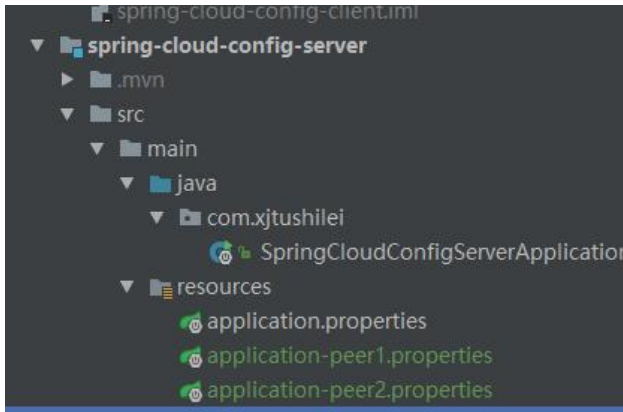 spring-cloud-config-client.iml
spring-cloud-config-server
.mvn
src
main
java
com.xjtushilei
SpringCloudConfigServerApplication
resources
application.properties
application-peer1.properties
application-peer2.properties